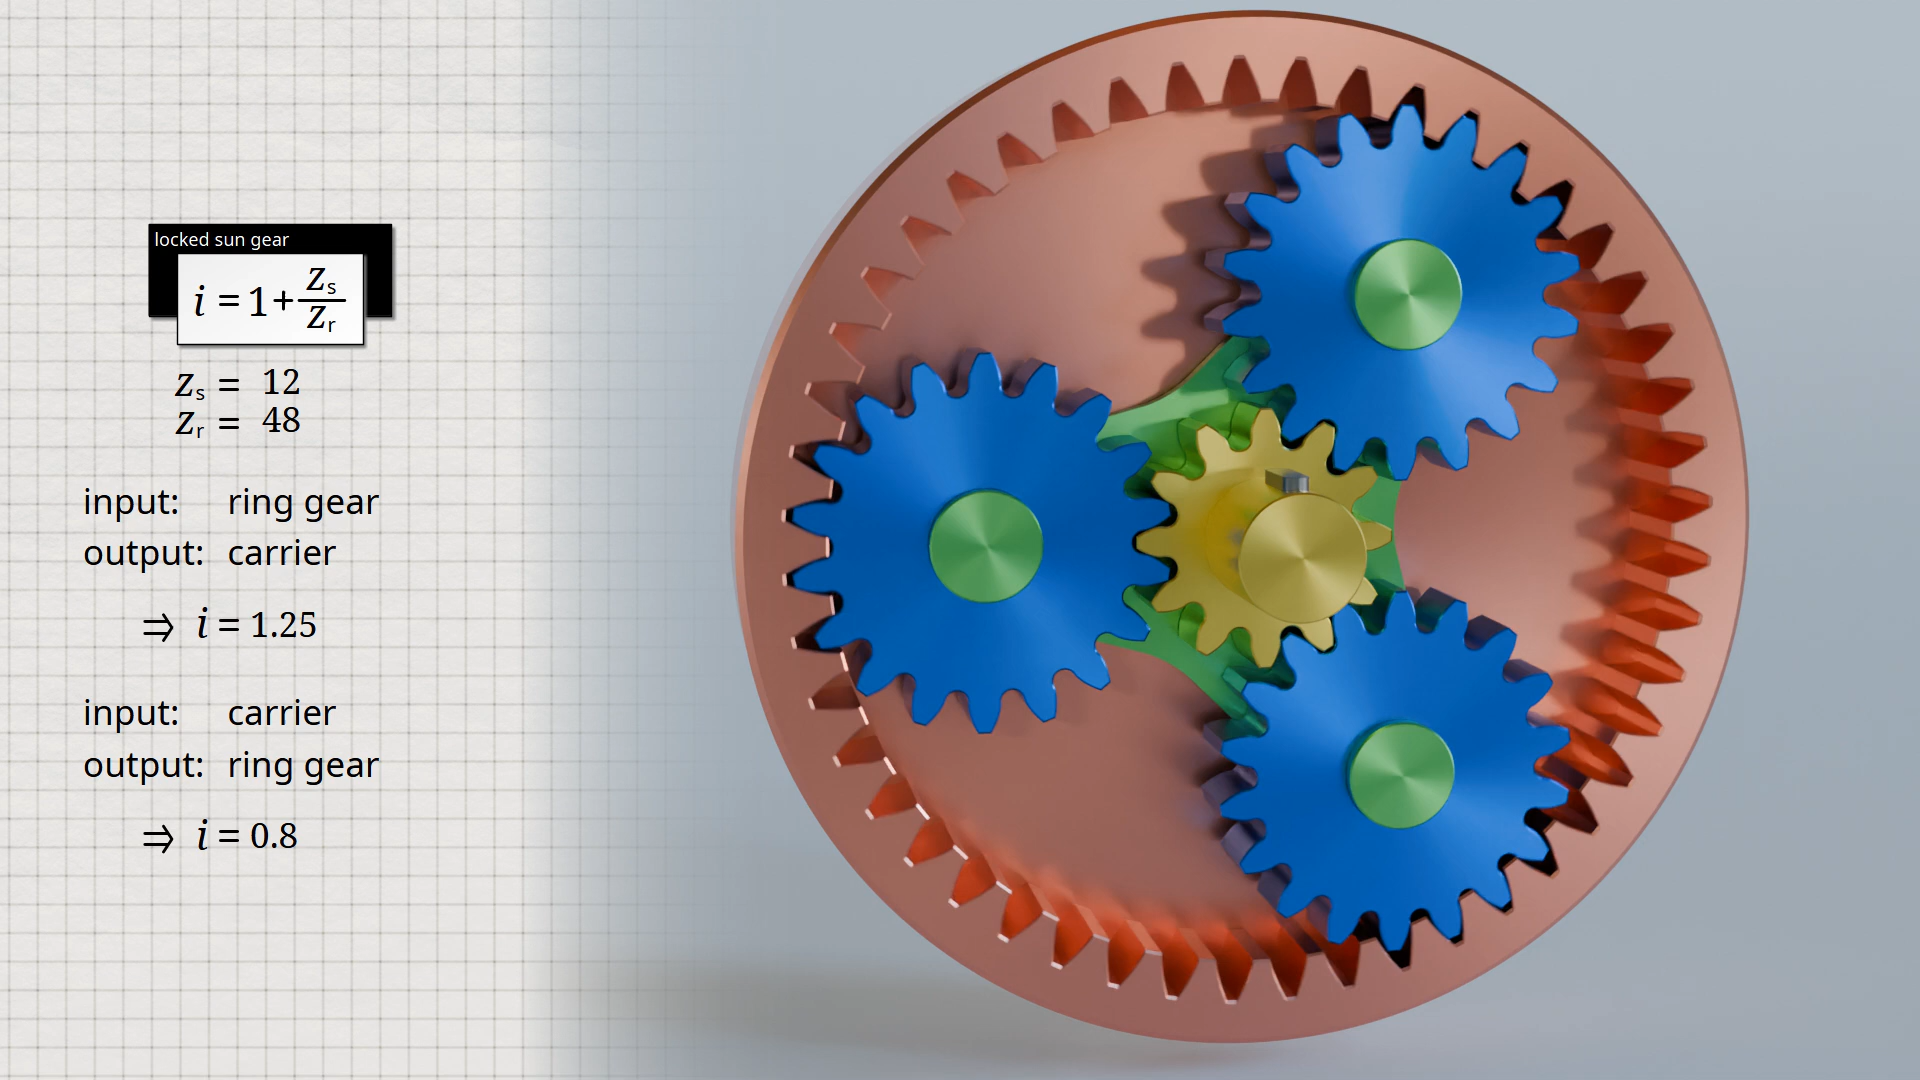 locked sun gear
i = 1 + zs/zr
zs = 12
zr = 48
input: ring gear
output: carrier
⇒ i = 1.25
input: carrier
output: ring gear
⇒ i = 0.8